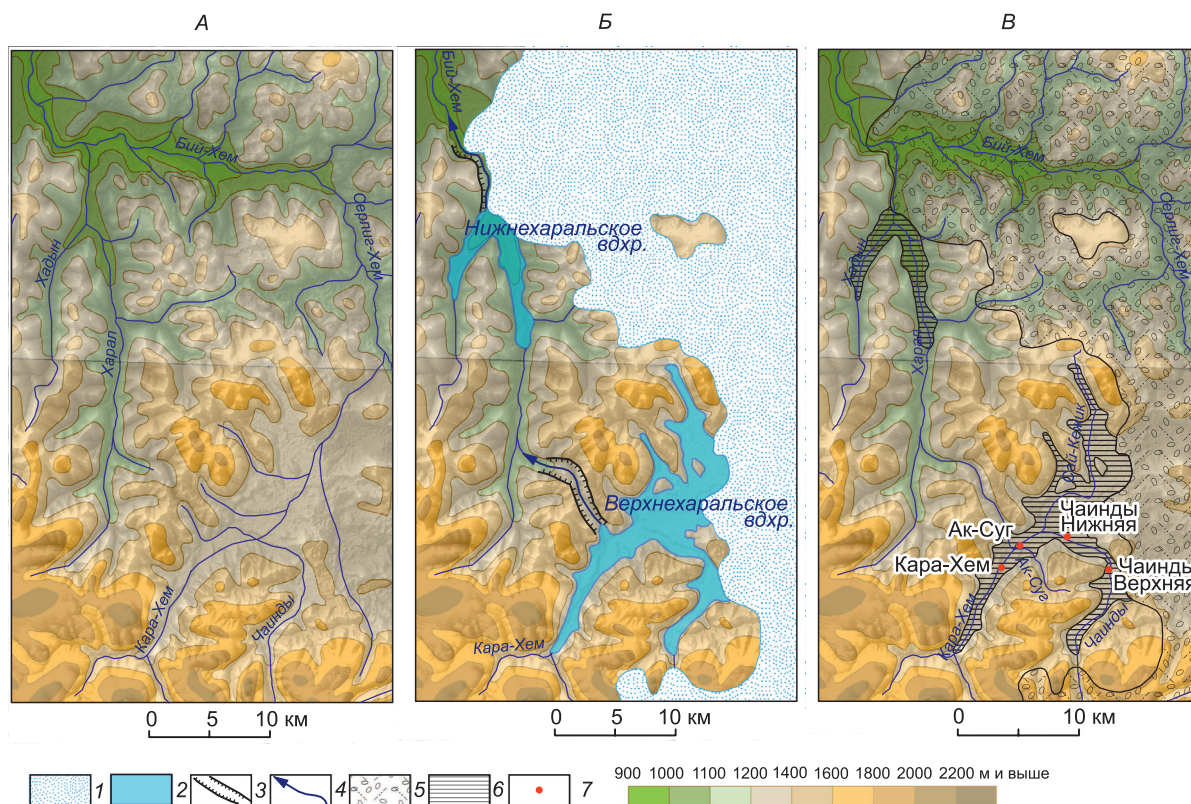 А
Б
В
Бий-Хем
Серлиг-Хем
Хадын
Харал
Кара-Хем
Чаинды
0 5 10 км
Бий-Хем
Нижнехаральское
вдхр.
Верхнехаральское
вдхр.
Кара-Хем
0 5 10 км
Бий-Хем
Серлиг-Хем
Хадын
Харал
Чаинды
Нижняя
Ак-Суг
Кара-Хем
Чаинды
Верхняя
Ак-Суг
Кара-Хем
Чаинды
0 10 км
1
2
3
4
5
6
7
900 1000 1100 1200 1400 1600 1800 2000 2200 м и выше